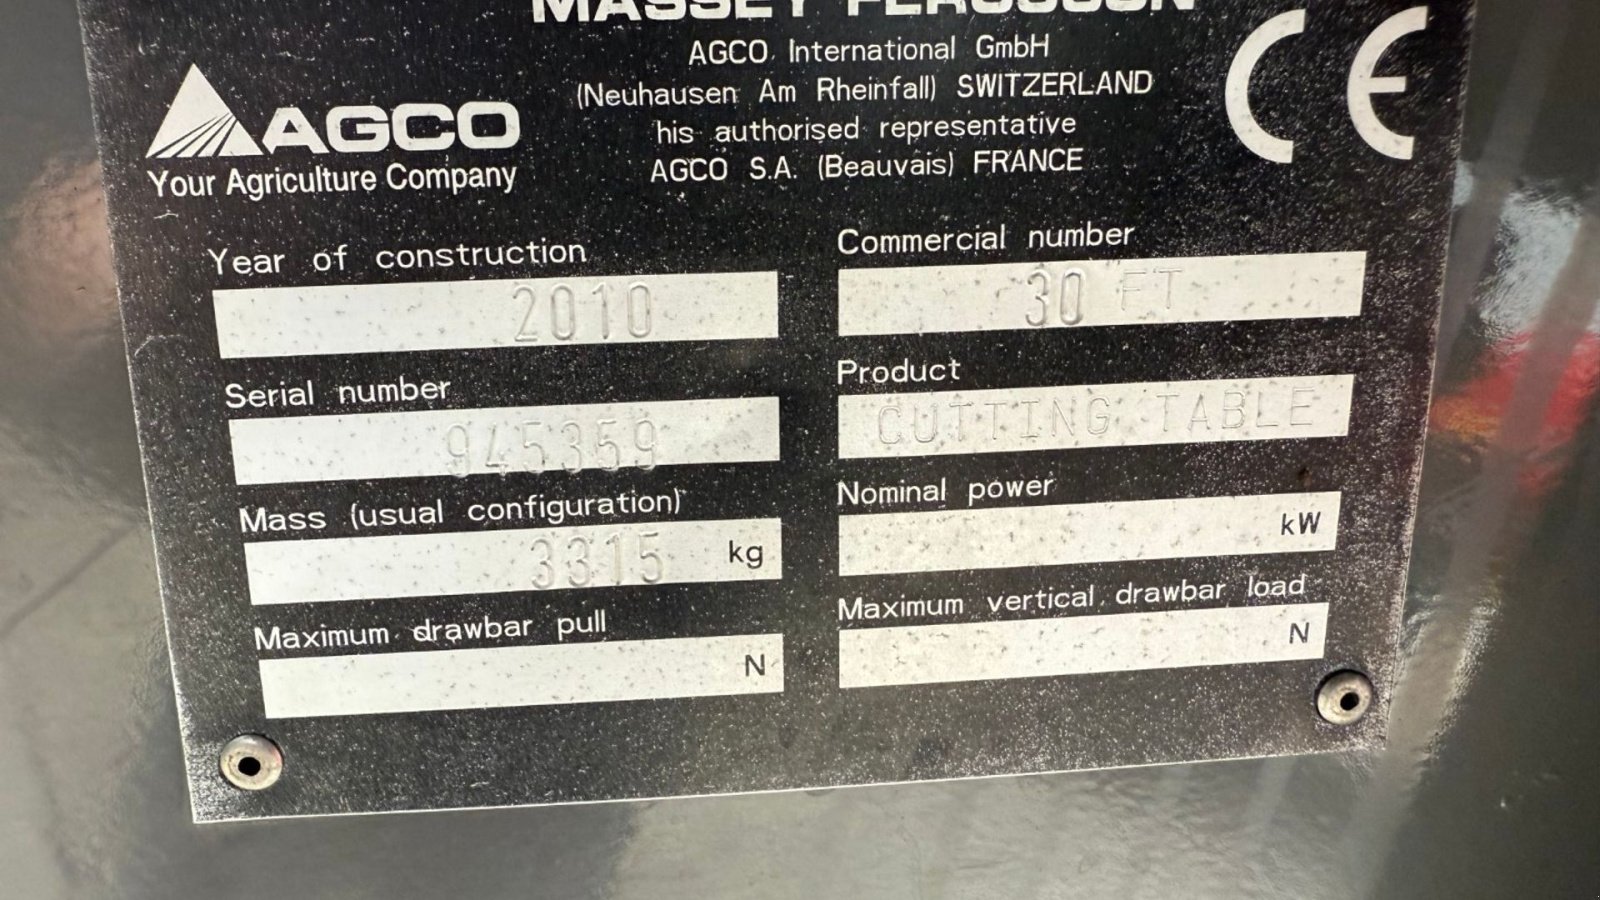 MASSEY FERGUSON
AGCO International GmbH
(Neuhausen Am Rheinfall) SWITZERLAND
his authorised representative
AGCO S.A. (Beauvais) FRANCE
CE
AGCO
Your Agriculture Company
Year of construction
2010
Commercial number
30 FT
Serial number
945359
Product
CUTTING TABLE
Mass (usual configuration)
3315 kg
Nominal power
kW
Maximum drawbar pull
N
Maximum vertical drawbar load
N